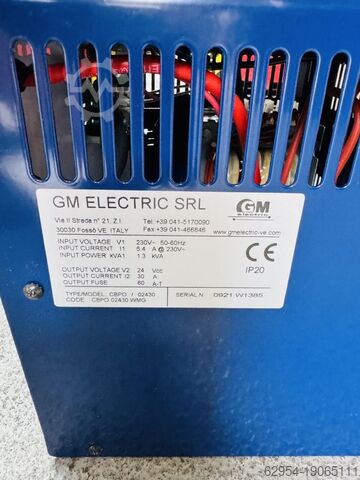 GM ELECTRIC SRL
Via II Strada n° 21, Z.I.
30030 Fossò VE. ITALY
Tel.:+39 041-5170090
Fax:+39 041-466846
GM
electric
www.gmelectric-ve.com
INPUT VOLTAGE V1 230V~ 50-60Hz
INPUT CURRENT I1 5.4 A @ 230V~
INPUT POWER kVA1 1.3 kVA
OUTPUT VOLTAGE V2 24 Vcc
OUTPUT CURRENT I2 30 A
OUTPUT FUSE 60 A-T
CE
IP20
TYPE/MODEL: CBPO / 02430
CODE: CBPO 02430 WMG
SERIAL N. 0921.W1385
62954-19065111